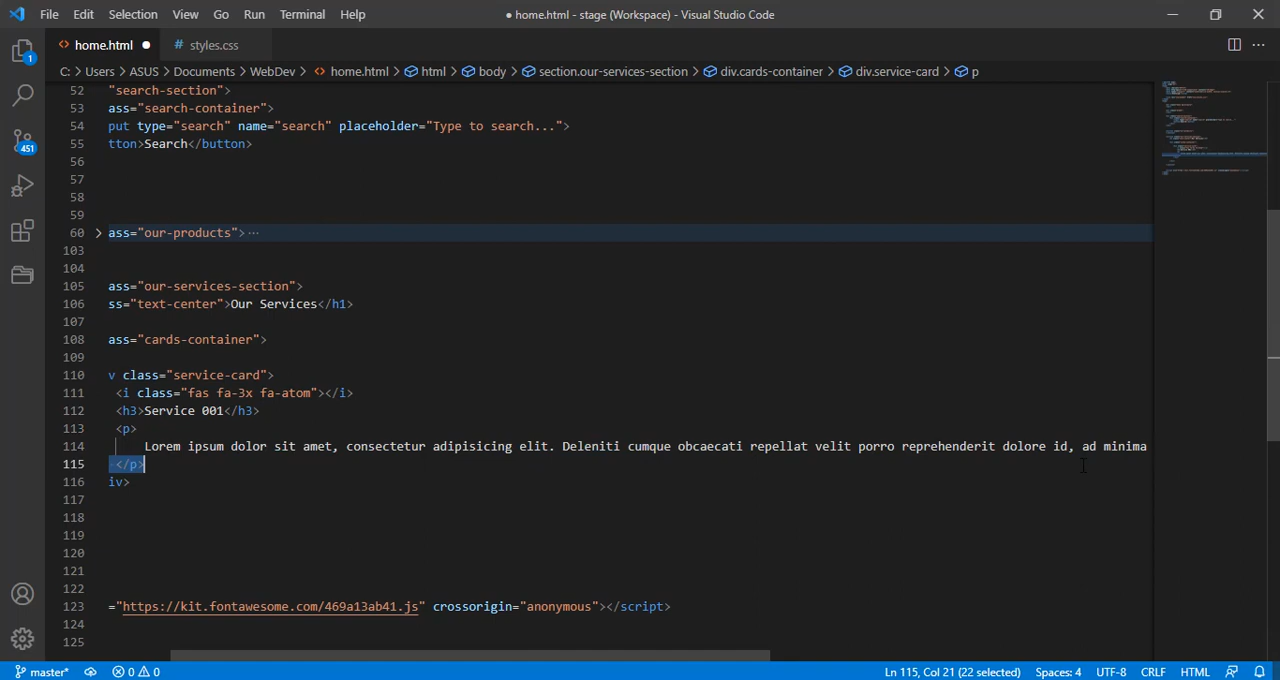 File Edit Selection View Go Run Terminal Help ● home.html - stage (Workspace) - Visual Studio Code
<> home.html ● # styles.css
C: > Users > ASUS > Documents > WebDev > <> home.html > html > body > section.our-services-section > div.cards-container > div.service-card > p
1
451
52 "search-section">
53 ass="search-container">
54 put type="search" name="search" placeholder="Type to search...">
55 tton>Search</button>
56
57
58
59
60 > ass="our-products"> ···
103
104
105 ass="our-services-section">
106 ss="text-center">Our Services</h1>
107
108 ass="cards-container">
109
110 v class="service-card">
111 <i class="fas fa-3x fa-atom"></i>
112 <h3>Service 001</h3>
113 <p>
114 Lorem ipsum dolor sit amet, consectetur adipisicing elit. Deleniti cumque obcaecati repellat velit porro reprehenderit dolore id, ad minima
115 </p>
116 iv>
117
118
119
120
121
122
123 ="https://kit.fontawesome.com/469a13ab41.js" crossorigin="anonymous"></script>
124
125
master* 0 0 Ln 115, Col 21 (22 selected) Spaces: 4 UTF-8 CRLF HTML